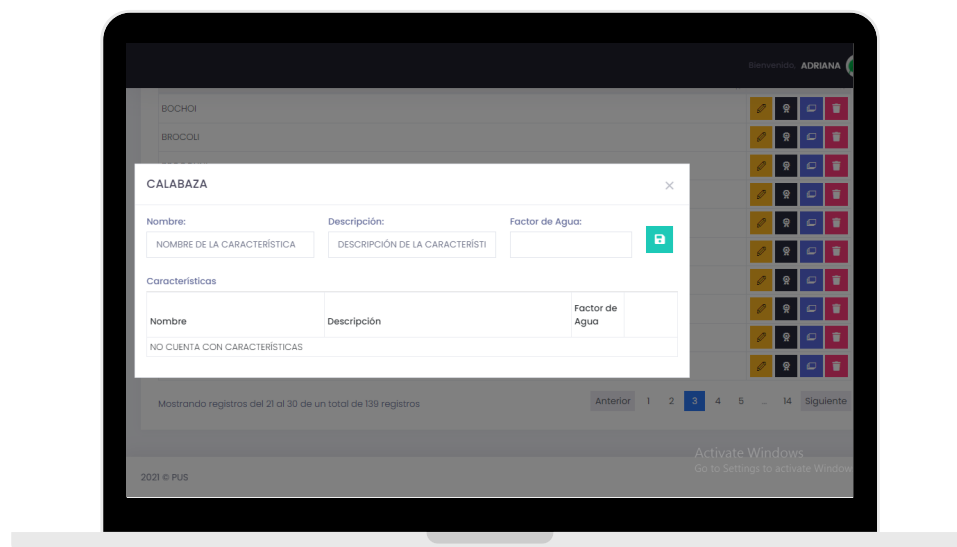 Bienvenido, ADRIANA
BOCHOI
BROCOLI
CALABAZA
Nombre:
Descripción:
Factor de Agua:
NOMBRE DE LA CARACTERÍSTICA
DESCRIPCIÓN DE LA CARACTERÍSTI
Características
Nombre
Descripción
Factor de
Agua
NO CUENTA CON CARACTERÍSTICAS
Mostrando registros del 21 al 30 de un total de 139 registros
Anterior 1 2 3 4 5 ... 14 Siguiente
Activate Windows
Go to Settings to activate Window
2021 © PUS